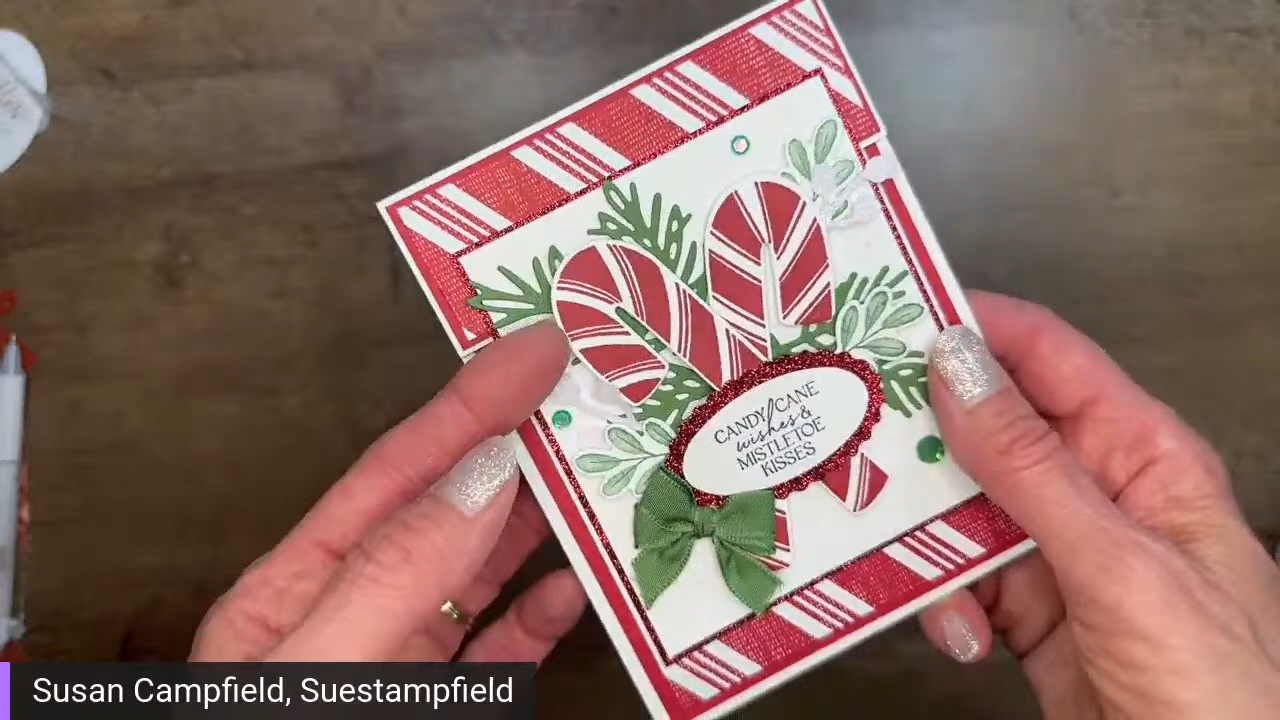 CANDY CANE
wishes &
MISTLETOE
KISSES
Susan Campfield, Suestampfield